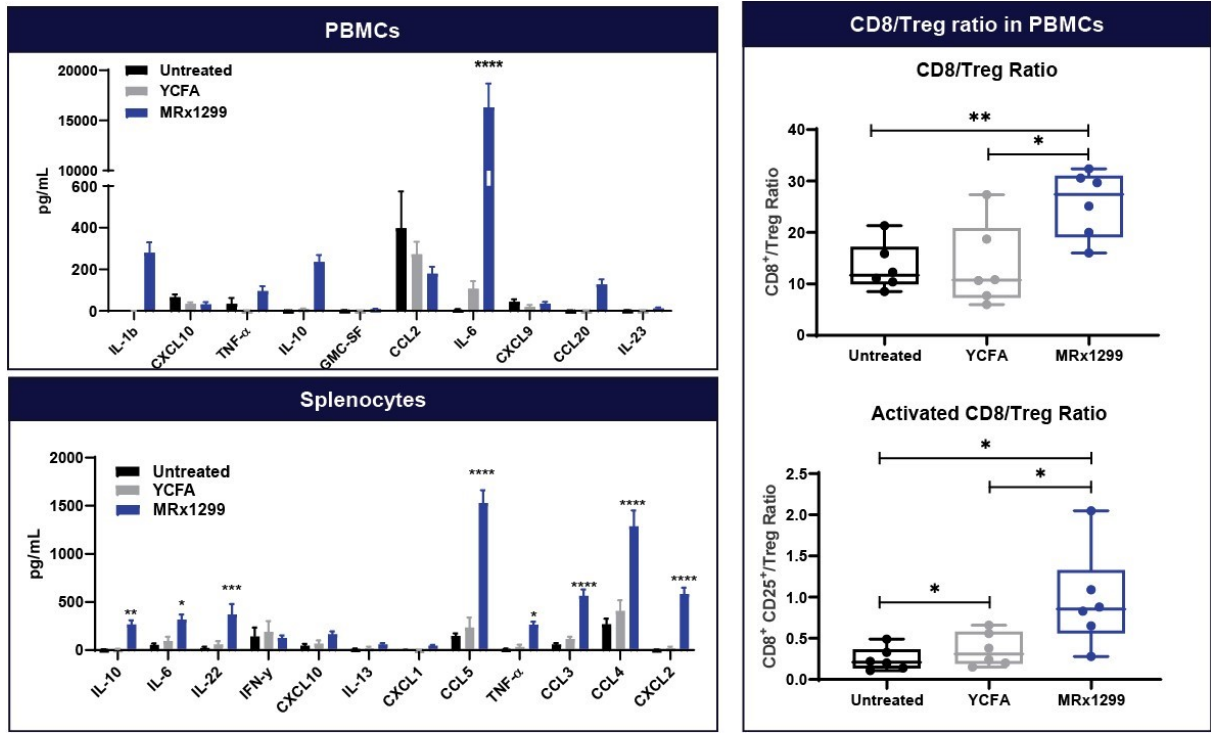 PBMCs
Untreated
YCFA
MRx1299
****
20000
15000
10000
600
400
200
0
pg/mL
IL-1b
CXCL10
TNF-α
IL-10
GMC-SF
CCL2
IL-6
CXCL9
CCL20
IL-23
Splenocytes
Untreated
YCFA
MRx1299
2000
1500
1000
500
0
pg/mL
**
*
***
****
*
****
****
****
IL-10
IL-6
IL-22
IFN-y
CXCL10
IL-13
CXCL1
CCL5
TNF-α
CCL3
CCL4
CXCL2
CD8/Treg ratio in PBMCs
CD8/Treg Ratio
**
*
40
30
20
10
0
CD8+/Treg Ratio
Untreated YCFA MRx1299
Activated CD8/Treg Ratio
*
*
*
2.5
2.0
1.5
1.0
0.5
0.0
CD8+ CD25+/Treg Ratio
Untreated YCFA MRx1299